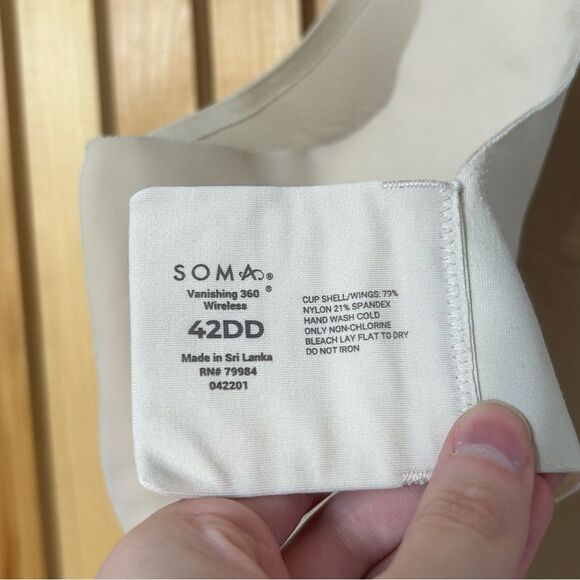 SOMA®
Vanishing 360®
Wireless
42DD
Made in Sri Lanka
RN# 79984
042201
CUP SHELL/WINGS: 79%
NYLON 21% SPANDEX
HAND WASH COLD
ONLY NON-CHLORINE
BLEACH LAY FLAT TO DRY
DO NOT IRON